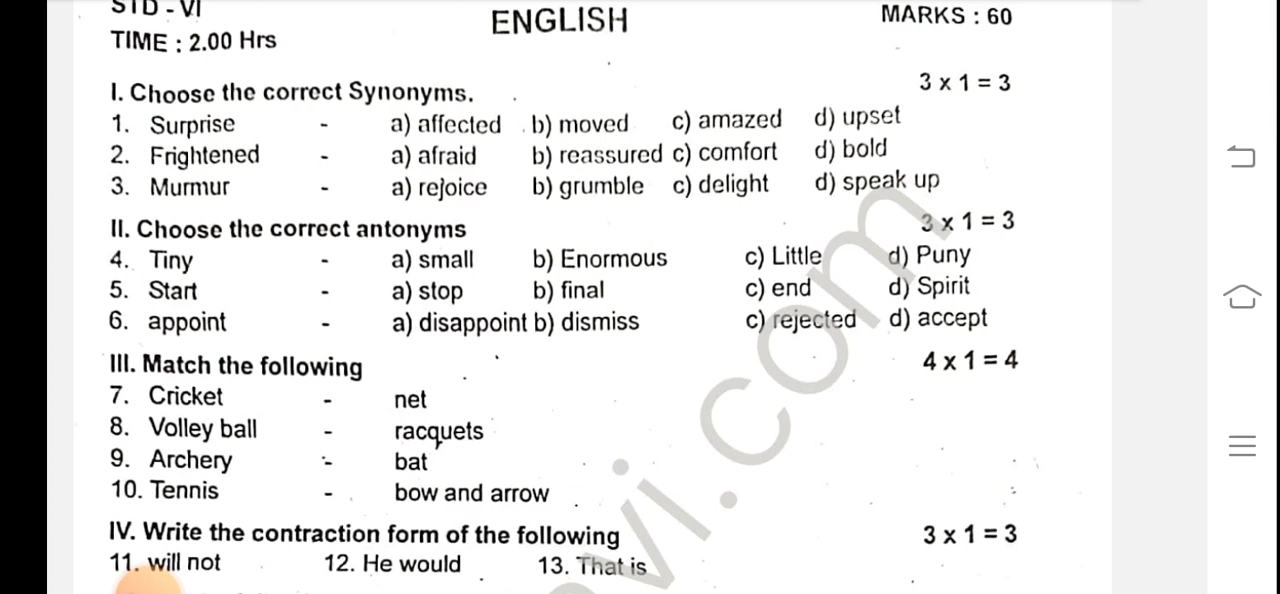 STD - VI
ENGLISH
MARKS : 60
TIME : 2.00 Hrs
I. Choose the correct Synonyms. 3 x 1 = 3
1. Surprise - a) affected b) moved c) amazed d) upset
2. Frightened - a) afraid b) reassured c) comfort d) bold
3. Murmur - a) rejoice b) grumble c) delight d) speak up
II. Choose the correct antonyms 3 x 1 = 3
4. Tiny - a) small b) Enormous c) Little d) Puny
5. Start - a) stop b) final c) end d) Spirit
6. appoint - a) disappoint b) dismiss c) rejected d) accept
III. Match the following 4 x 1 = 4
7. Cricket - net
8. Volley ball - racquets
9. Archery - bat
10. Tennis - bow and arrow
IV. Write the contraction form of the following 3 x 1 = 3
11. will not 12. He would 13. That is
vi.com